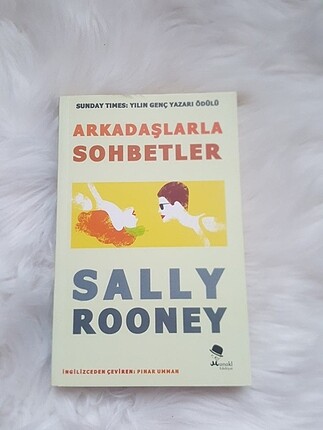 SUNDAY TIMES: YILIN GENÇ YAZARI ÖDÜLÜ
ARKADAŞLARLA
SOHBETLER
SALLY
ROONEY
İNGİLİZCEDEN ÇEVİREN: PINAR UMMAN